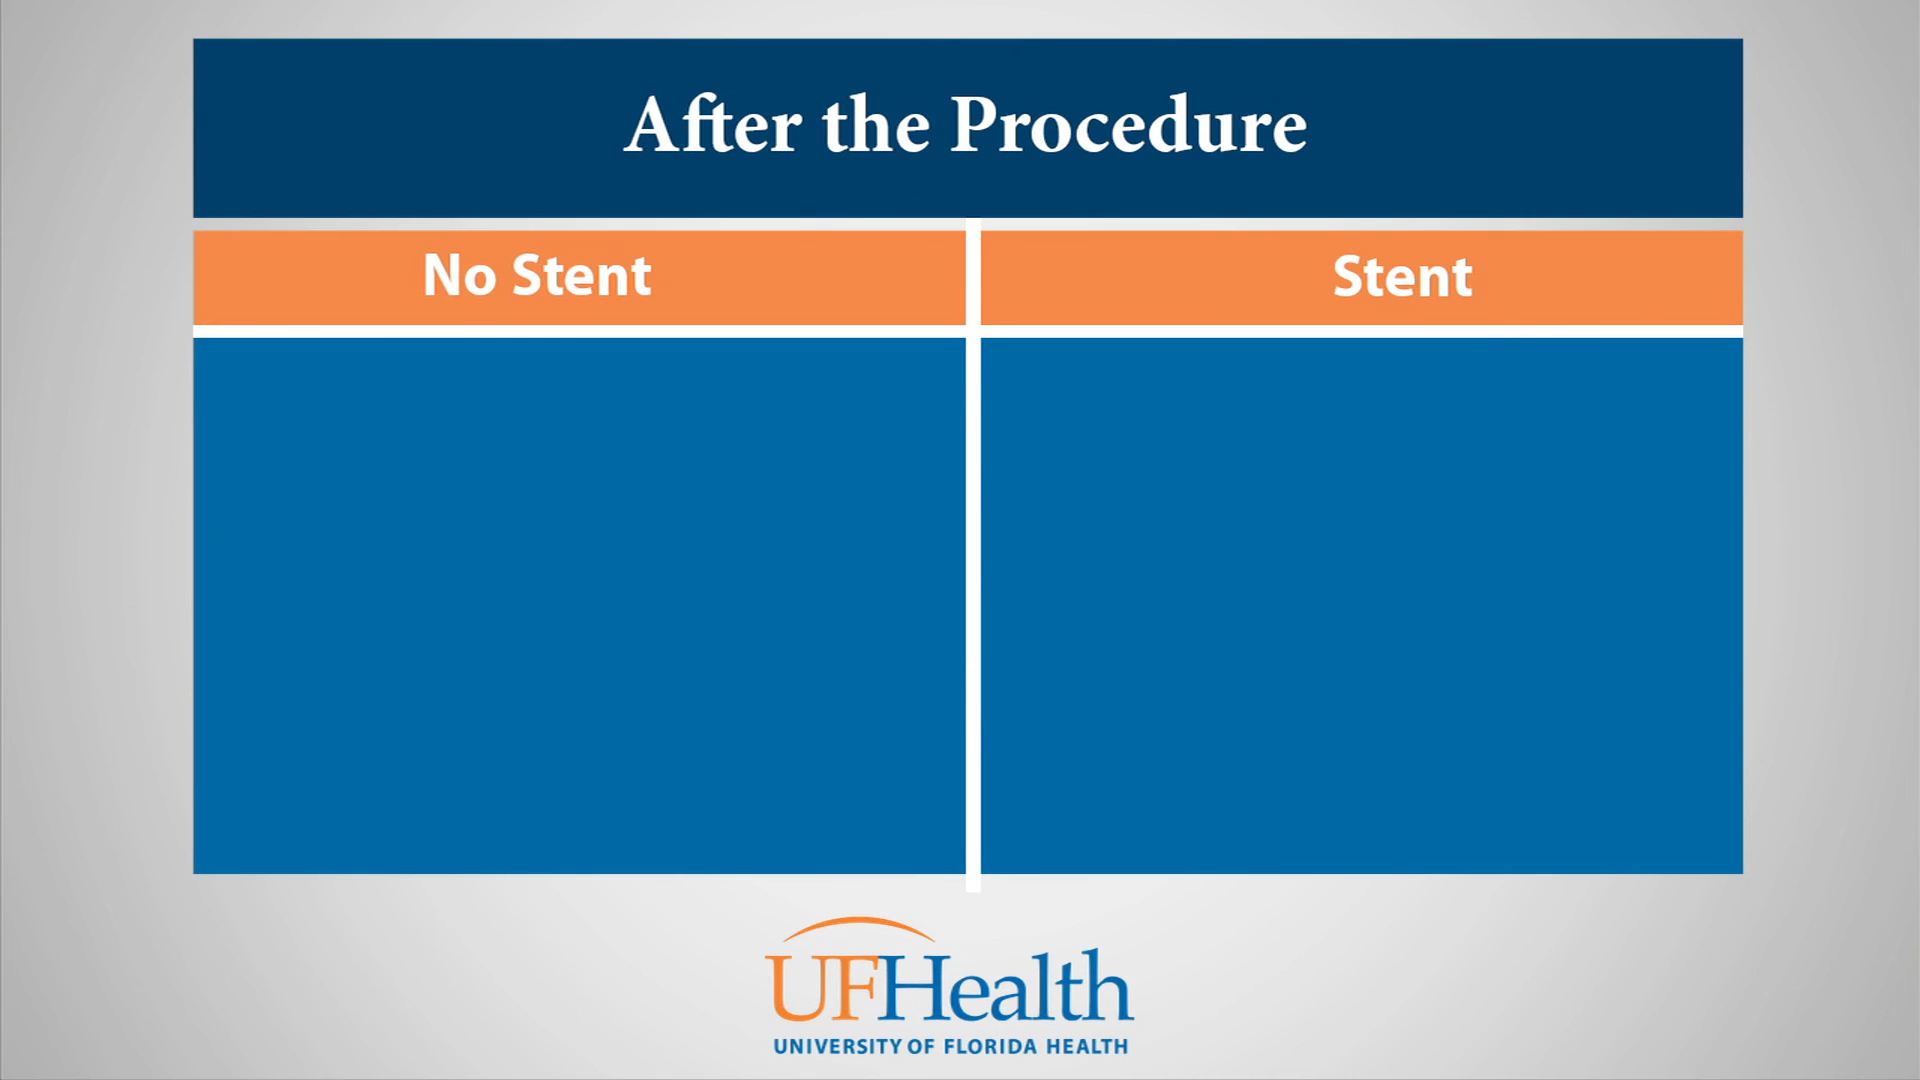 After the Procedure
No Stent
Stent
UFHealth
UNIVERSITY OF FLORIDA HEALTH